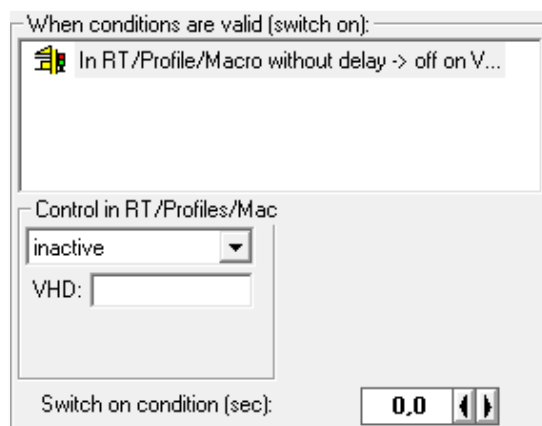 When conditions are valid (switch on):
In RT/Profile/Macro without delay -> off on V...
Control in RT/Profiles/Mac
inactive
VHD:
Switch on condition (sec):
0,0